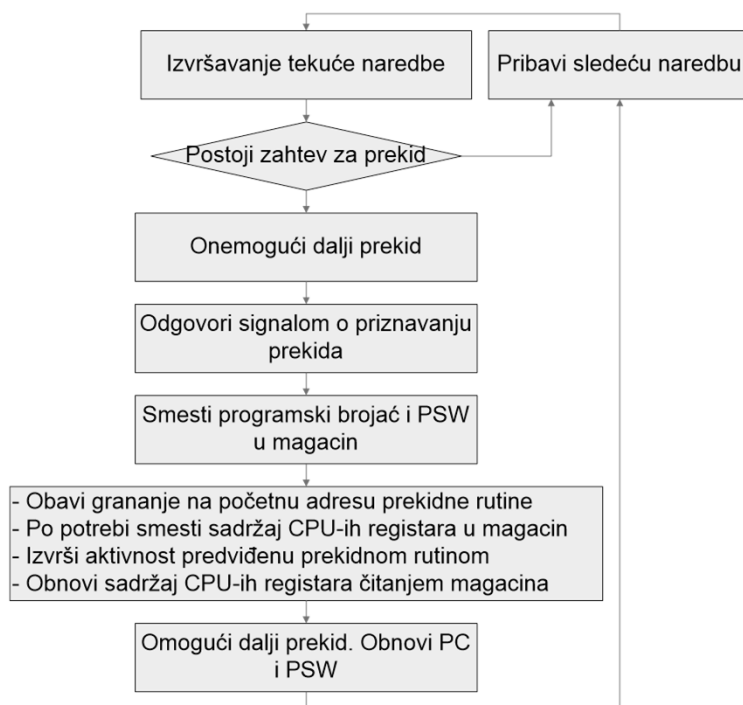 Izvršavanje tekuće naredbe
Pribavi sledeću naredbu
Postoji zahtev za prekid
Onemogući dalji prekid
Odgovori signalom o priznavanju
prekida
Smesti programski brojać i PSW
u magacin
- Obavi grananje na početnu adresu prekidne rutine
- Po potrebi smesti sadržaj CPU-ih registara u magacin
- Izvrši aktivnost predviđenu prekidnom rutinom
- Obnovi sadržaj CPU-ih registara čitanjem magacina
Omogući dalji prekid. Obnovi PC
i PSW